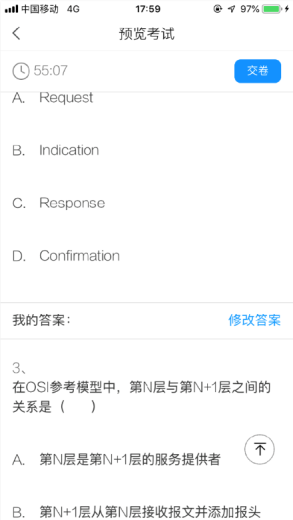 中国移动 4G 17:59 97%
预览考试
55:07 交卷
A. Request
B. Indication
C. Response
D. Confirmation
我的答案： 修改答案
3、
在OSI参考模型中，第N层与第N+1层之间的
关系是（ ）
A. 第N层是第N+1层的服务提供者
B. 第N+1层从第N层接收报文并添加报头